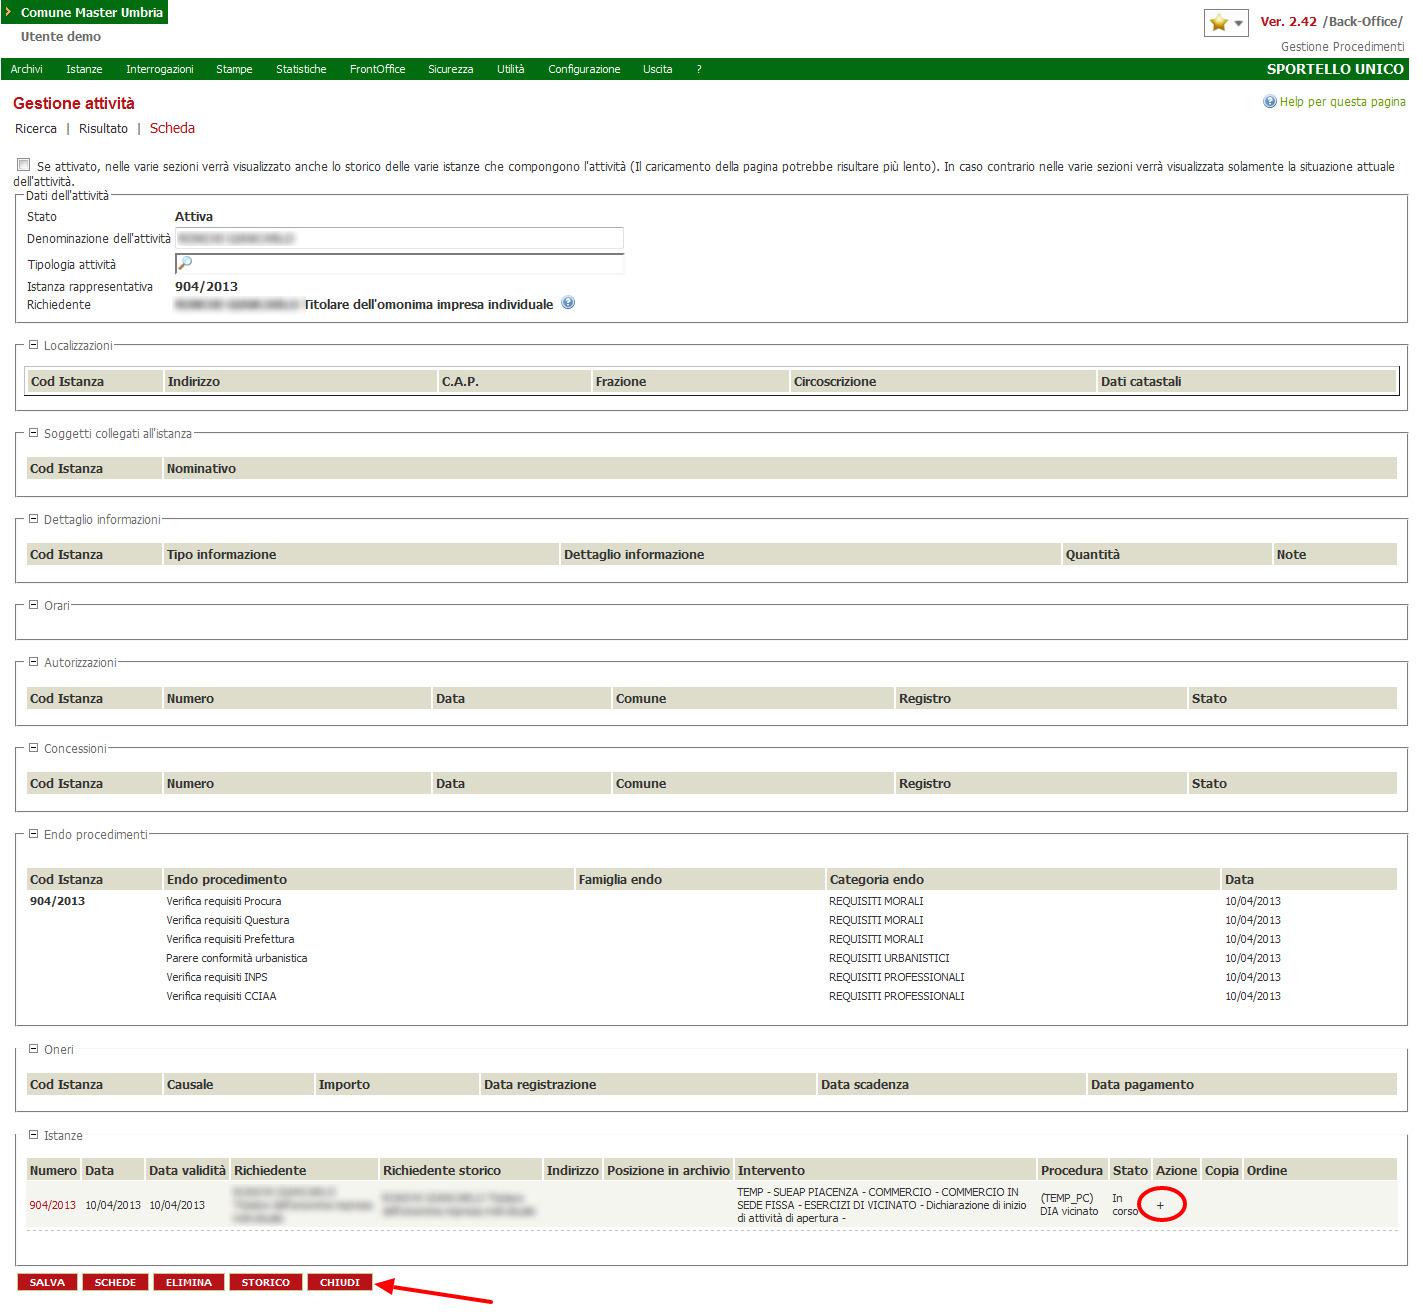 Comune Master Umbria
Utente demo
Ver. 2.42 /Back-Office/
Gestione Procedimenti
Archivi Istanze Interrogazioni Stampe Statistiche FrontOffice Sicurezza Utilità Configurazione Uscita ? SPORTELLO UNICO
Gestione attività
Help per questa pagina
Ricerca | Risultato | Scheda
Se attivato, nelle varie sezioni verrà visualizzato anche lo storico delle varie istanze che compongono l'attività (Il caricamento della pagina potrebbe risultare più lento). In caso contrario nelle varie sezioni verrà visualizzata solamente la situazione attuale
dell'attività.
Dati dell'attività
Stato Attiva
Denominazione dell'attività
Tipologia attività
Istanza rappresentativa 904/2013
Richiedente Titolare dell'omonima impresa individuale
Localizzazioni
Cod Istanza Indirizzo C.A.P. Frazione Circoscrizione Dati catastali
Soggetti collegati all'istanza
Cod Istanza Nominativo
Dettaglio informazioni
Cod Istanza Tipo informazione Dettaglio informazione Quantità Note
Orari
Autorizzazioni
Cod Istanza Numero Data Comune Registro Stato
Concessioni
Cod Istanza Numero Data Comune Registro Stato
Endo procedimenti
Cod Istanza Endo procedimento Famiglia endo Categoria endo Data
904/2013 Verifica requisiti Procura REQUISITI MORALI 10/04/2013
Verifica requisiti Questura REQUISITI MORALI 10/04/2013
Verifica requisiti Prefettura REQUISITI MORALI 10/04/2013
Parere conformità urbanistica REQUISITI URBANISTICI 10/04/2013
Verifica requisiti INPS REQUISITI PROFESSIONALI 10/04/2013
Verifica requisiti CCIAA REQUISITI PROFESSIONALI 10/04/2013
Oneri
Cod Istanza Causale Importo Data registrazione Data scadenza Data pagamento
Istanze
Numero Data Data validità Richiedente Richiedente storico Indirizzo Posizione in archivio Intervento Procedura Stato Azione Copia Ordine
904/2013 10/04/2013 10/04/2013
TEMP - SUEAP PIACENZA - COMMERCIO - COMMERCIO IN
SEDE FISSA - ESERCIZI DI VICINATO - Dichiarazione di inizio
di attività di apertura -
(TEMP_PC)
DIA vicinato
In
corso
+
SALVA SCHEDE ELIMINA STORICO CHIUDI